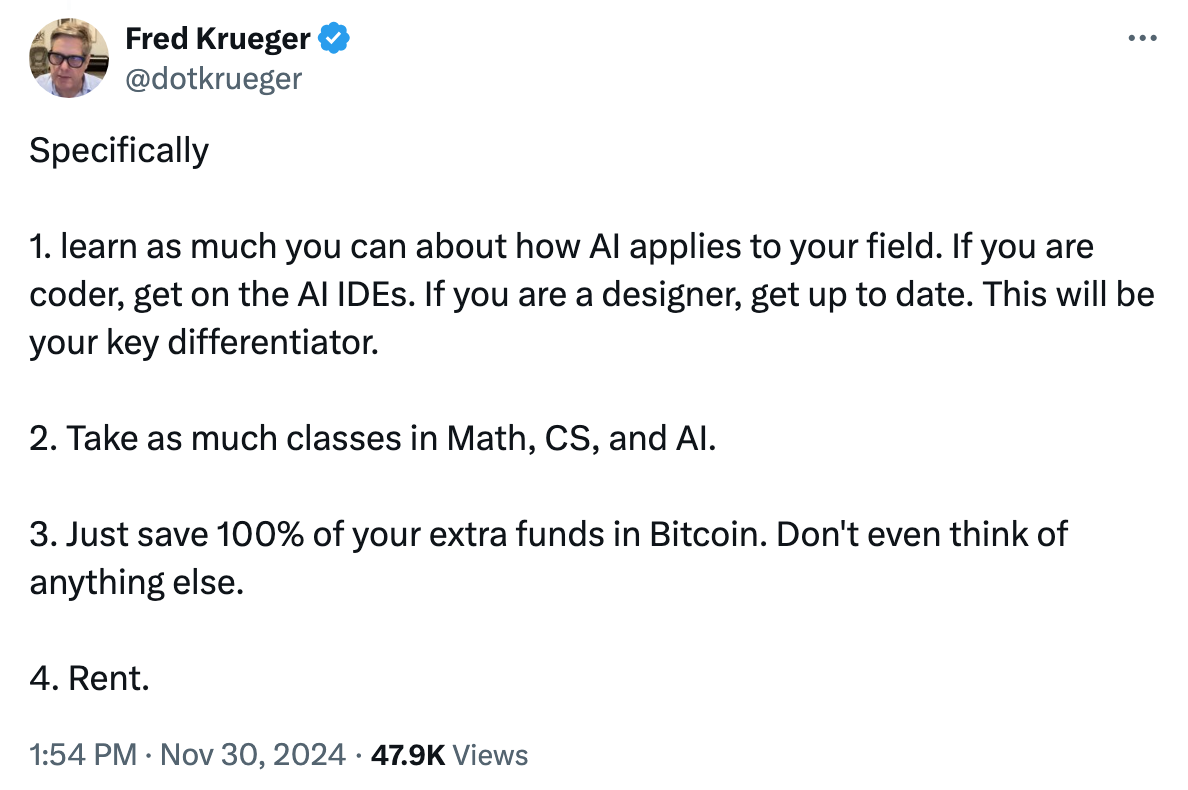 Fred Krueger
@dotkrueger
Specifically
1. learn as much you can about how AI applies to your field. If you are
coder, get on the AI IDEs. If you are a designer, get up to date. This will be
your key differentiator.
2. Take as much classes in Math, CS, and AI.
3. Just save 100% of your extra funds in Bitcoin. Don't even think of
anything else.
4. Rent.
1:54 PM · Nov 30, 2024 · 47.9K Views